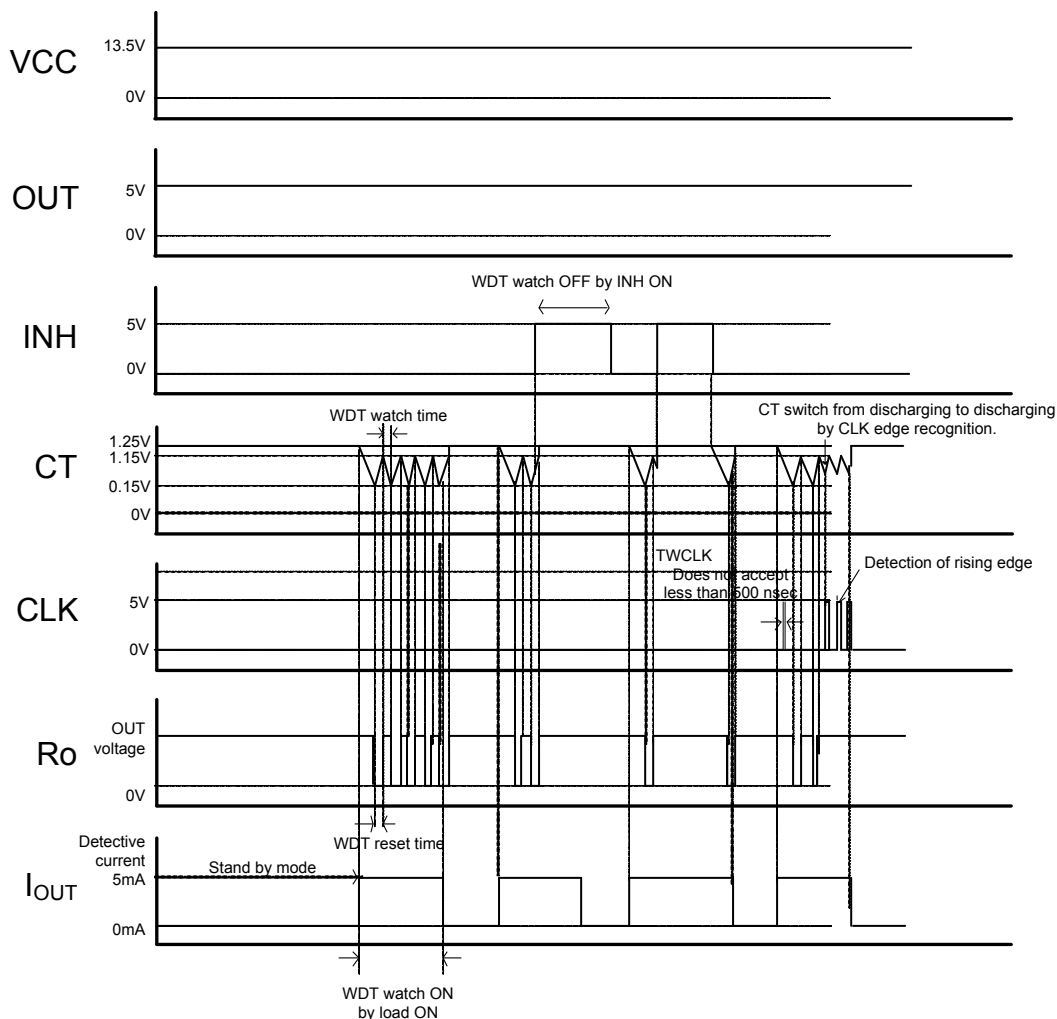 VCC
13.5V
0V
OUT
5V
0V
WDT watch OFF by INH ON
INH
5V
0V
CT switch from discharging to discharging
by CLK edge recognition.
WDT watch time
CT
1.25V
1.15V
0.15V
0V
TWCLK
Does not accept
less than 500 nsec
Detection of rising edge
CLK
5V
0V
Ro
OUT
voltage
0V
WDT reset time
Detective
current
Stand by mode
5mA
IOUT
0mA
WDT watch ON
by load ON